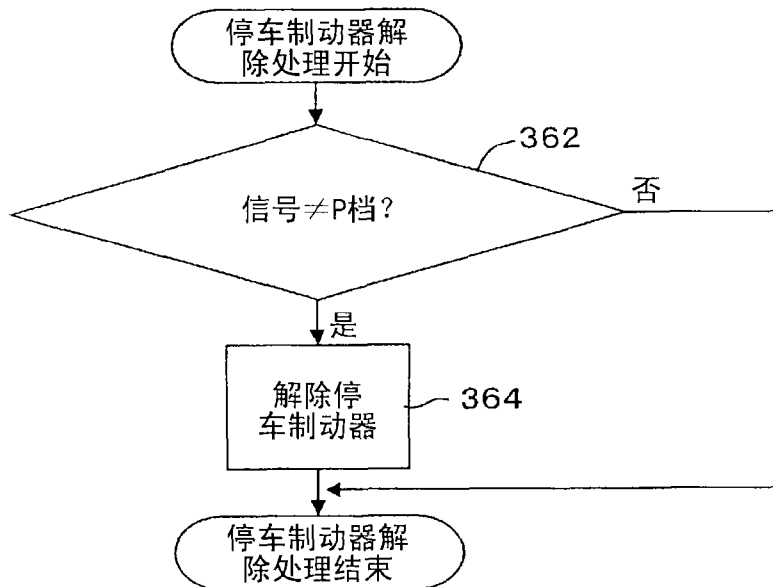 停车制动器解
除处理开始
362
信号≠P档?
否
是
解除停
车制动器
364
停车制动器解
除处理结束